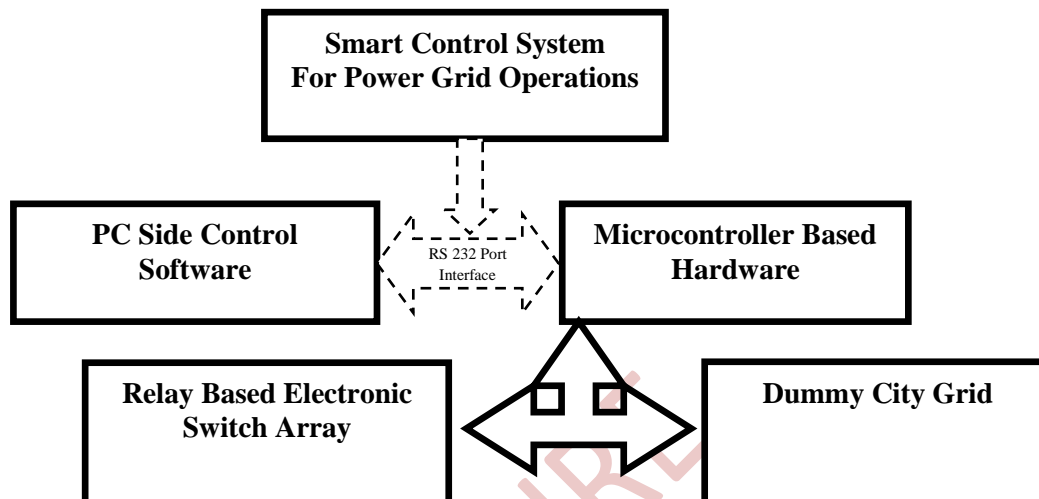 Smart Control System
For Power Grid Operations
PC Side Control
Software
RS 232 Port
Interface
Microcontroller Based
Hardware
Relay Based Electronic
Switch Array
Dummy City Grid